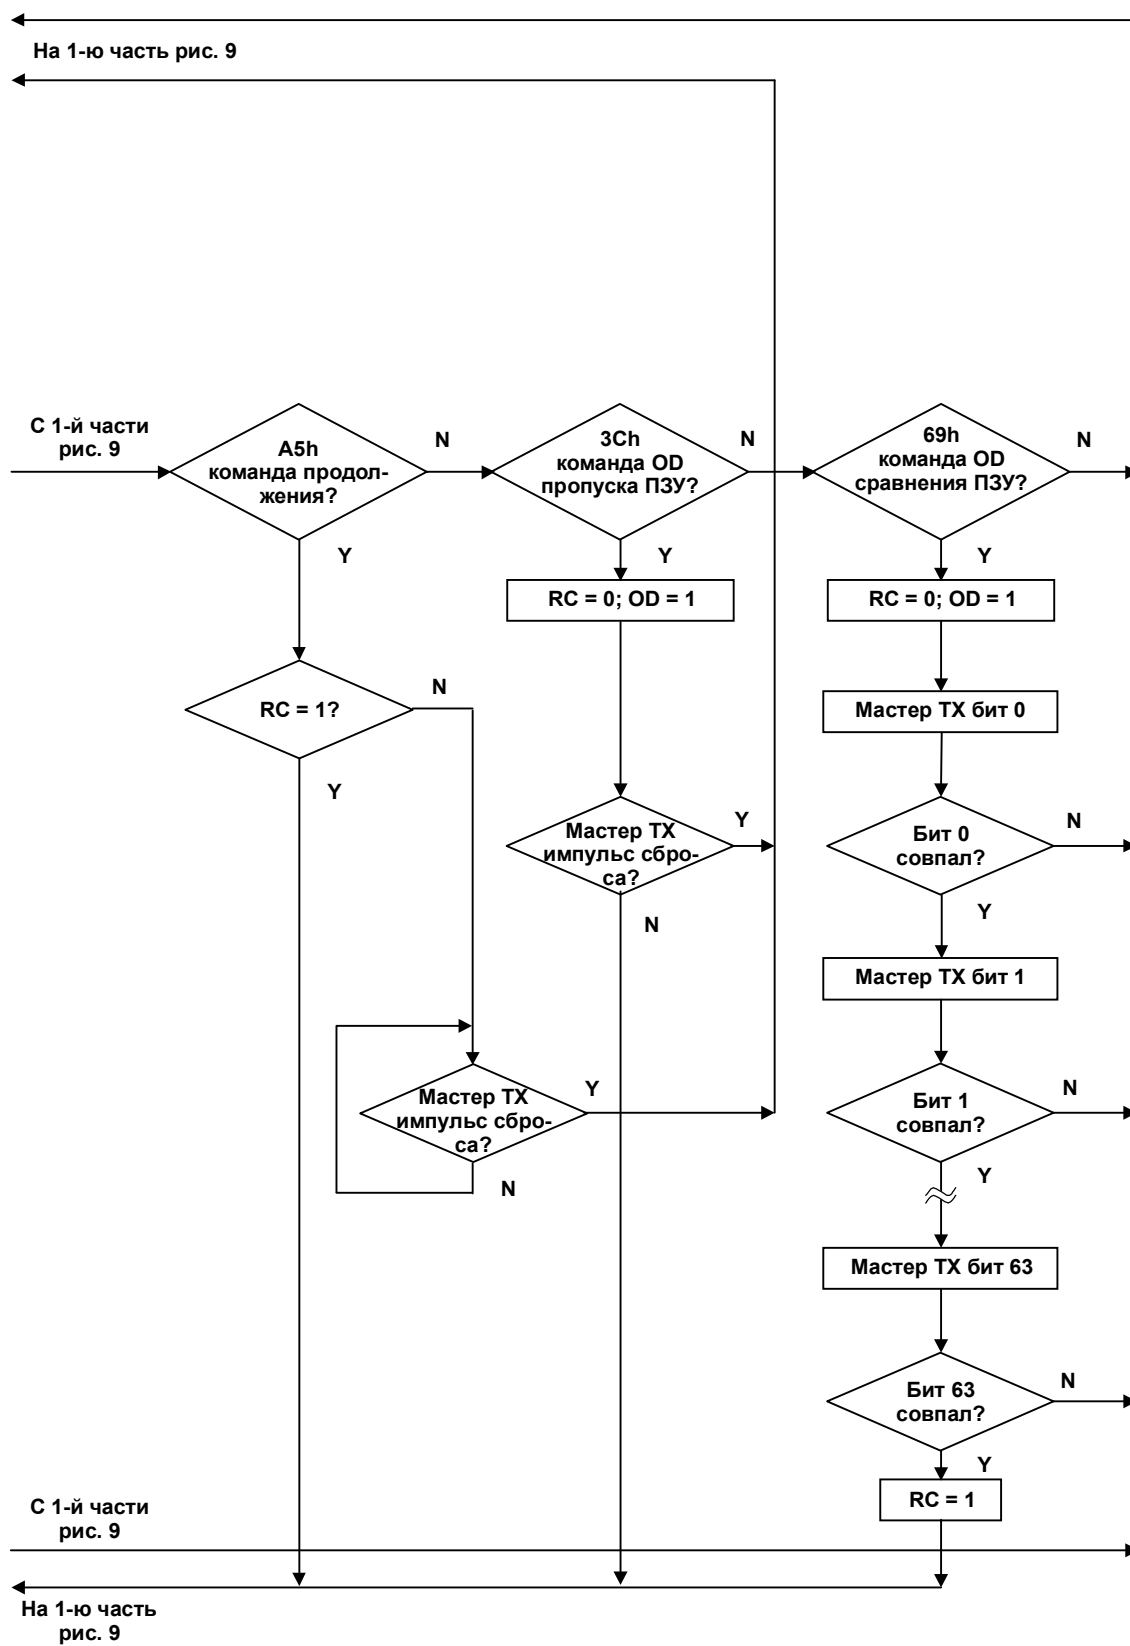 На 1-ю часть рис. 9
С 1-й части
рис. 9
A5h
команда продол-
жения?
N
3Ch
команда OD
пропуска ПЗУ?
N
69h
команда OD
сравнения ПЗУ?
N
Y
Y
Y
RC = 0; OD = 1
RC = 0; OD = 1
RC = 1?
N
Y
Мастер TX бит 0
Мастер TX
импульс сбро-
са?
Y
N
Бит 0
совпал?
N
Y
Мастер TX бит 1
Мастер TX
импульс сбро-
са?
Y
N
Бит 1
совпал?
N
Y
Мастер TX бит 63
Бит 63
совпал?
N
Y
RC = 1
С 1-й части
рис. 9
На 1-ю часть
рис. 9